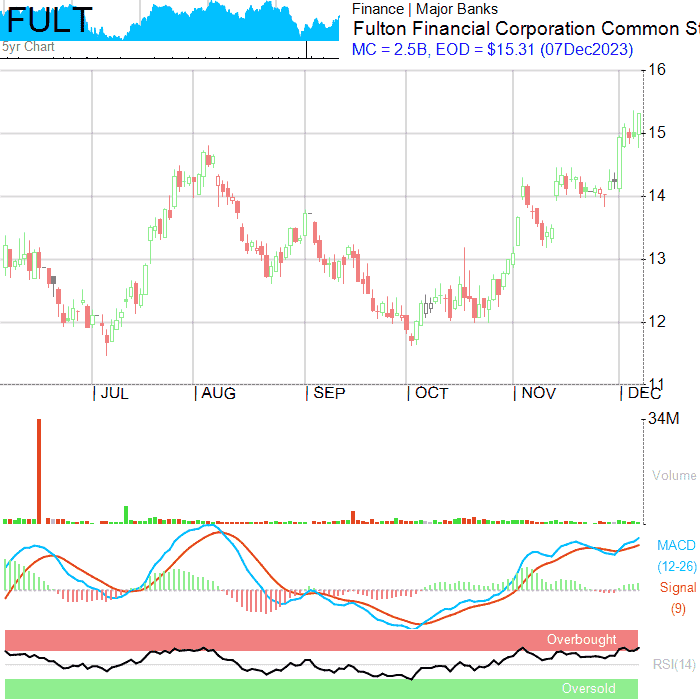 FULT
5yr Chart
Finance | Major Banks
Fulton Financial Corporation Common St
MC = 2.5B, EOD = $15.31 (07Dec2023)
16
15
14
13
12
11
JUL AUG SEP OCT NOV DEC
34M
Volume
MACD
(12-26)
Signal
(9)
Overbought
RSI(14)
Oversold